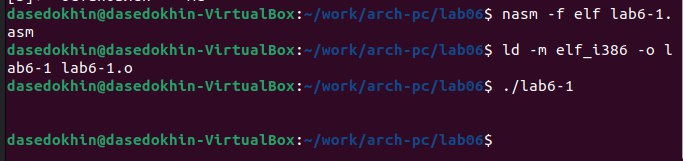 dasedokhin@dasedokhin-VirtualBox:~/work/arch-pc/lab06$ nasm -f elf lab6-1.
asm
dasedokhin@dasedokhin-VirtualBox:~/work/arch-pc/lab06$ ld -m elf_i386 -o l
ab6-1 lab6-1.o
dasedokhin@dasedokhin-VirtualBox:~/work/arch-pc/lab06$ ./lab6-1
dasedokhin@dasedokhin-VirtualBox:~/work/arch-pc/lab06$